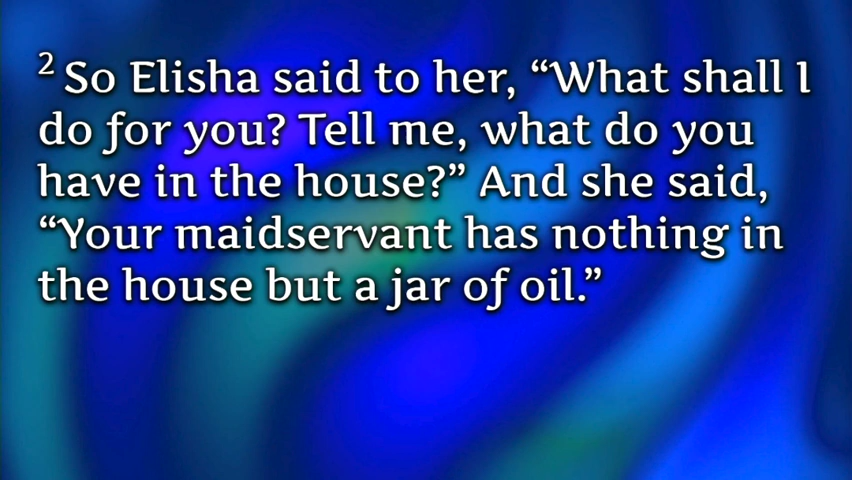 2 So Elisha said to her, “What shall I
do for you? Tell me, what do you
have in the house?” And she said,
“Your maidservant has nothing in
the house but a jar of oil.”